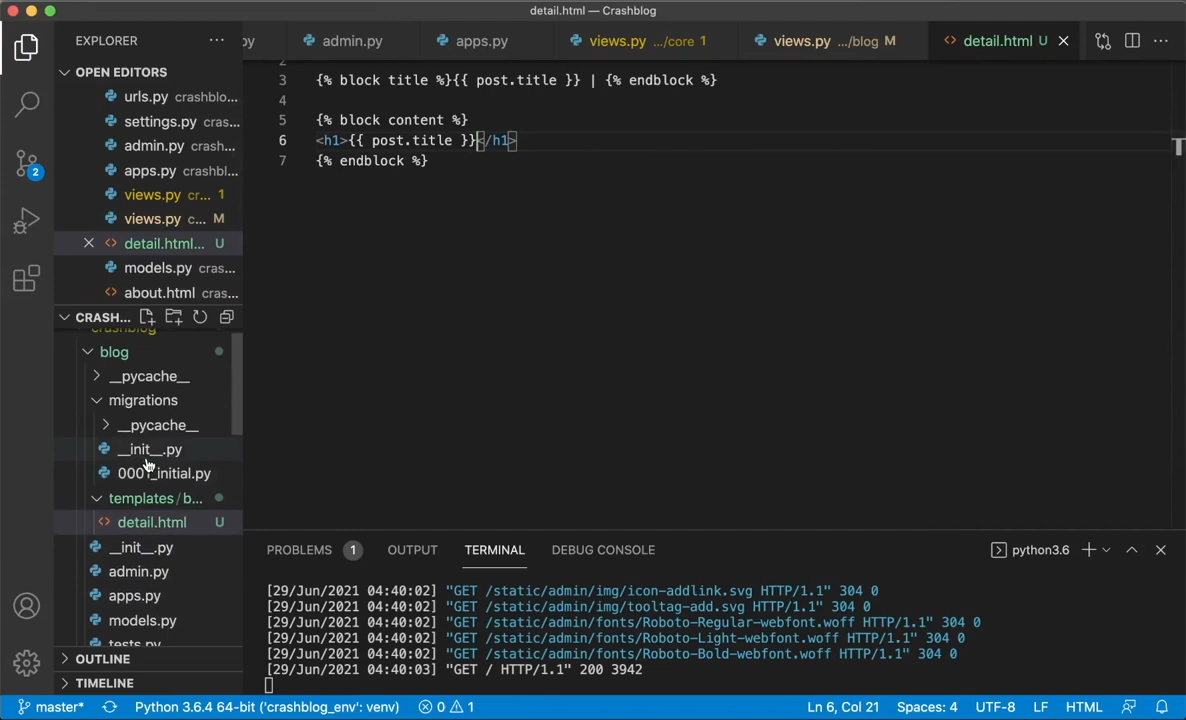 detail.html — Crashblog
EXPLORER
py
admin.py
apps.py
views.py .../core 1
views.py .../blog M
detail.html U
OPEN EDITORS
urls.py crashblo...
settings.py cras...
admin.py crash...
apps.py crashbl...
views.py cr... 1
views.py c... M
detail.html... U
models.py cras...
about.html cras...
CRASH...
crashblog
blog
__pycache__
migrations
__pycache__
__init__.py
0001_initial.py
templates/b...
detail.html U
__init__.py
admin.py
apps.py
models.py
tests.py
OUTLINE
TIMELINE
2
2
3 {% block title %}{{ post.title }} | {% endblock %}
4
5 {% block content %}
6 <h1>{{ post.title }}</h1>
7 {% endblock %}
PROBLEMS 1 OUTPUT TERMINAL DEBUG CONSOLE
python3.6
[29/Jun/2021 04:40:02] "GET /static/admin/img/icon-addlink.svg HTTP/1.1" 304 0
[29/Jun/2021 04:40:02] "GET /static/admin/img/tooltag-add.svg HTTP/1.1" 304 0
[29/Jun/2021 04:40:02] "GET /static/admin/fonts/Roboto-Regular-webfont.woff HTTP/1.1" 304 0
[29/Jun/2021 04:40:02] "GET /static/admin/fonts/Roboto-Light-webfont.woff HTTP/1.1" 304 0
[29/Jun/2021 04:40:02] "GET /static/admin/fonts/Roboto-Bold-webfont.woff HTTP/1.1" 304 0
[29/Jun/2021 04:40:03] "GET / HTTP/1.1" 200 3942
master* Python 3.6.4 64-bit ('crashblog_env': venv) 0 1 Ln 6, Col 21 Spaces: 4 UTF-8 LF HTML